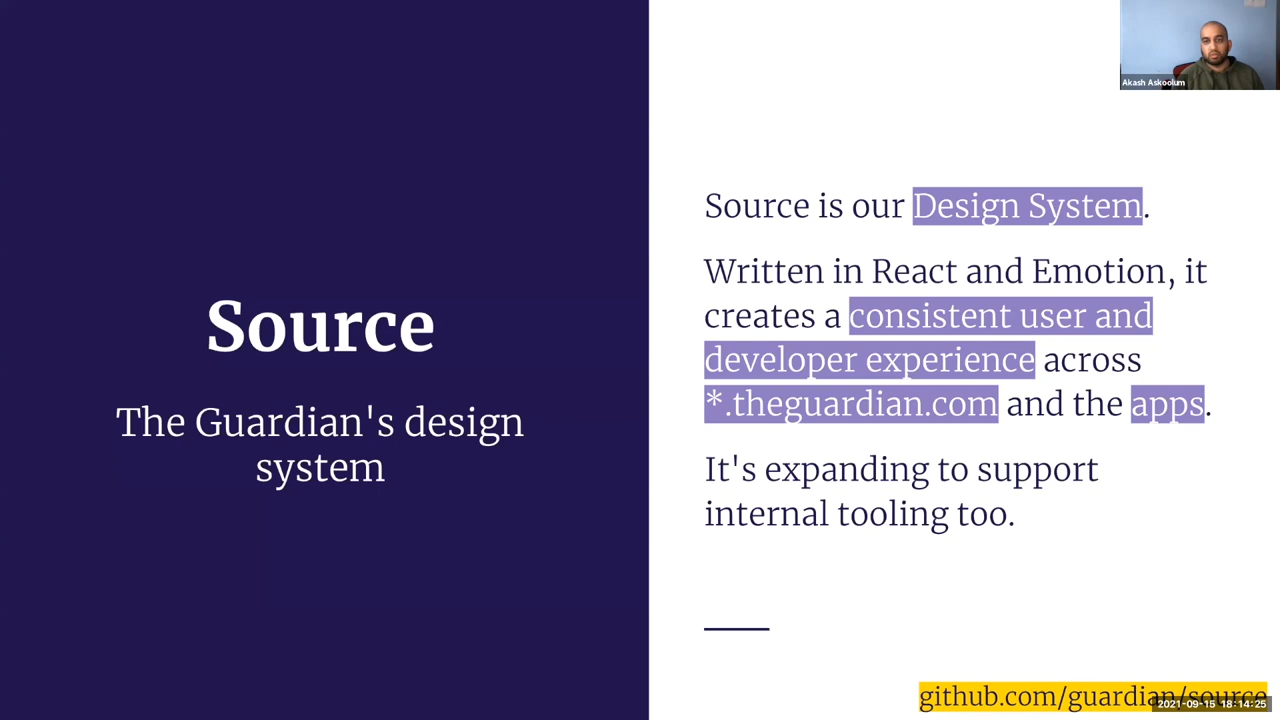 Source
The Guardian's design
system
Akash Askoolum
Source is our Design System.
Written in React and Emotion, it
creates a consistent user and
developer experience across
*.theguardian.com and the apps.
It's expanding to support
internal tooling too.
github.com/guardian/source
2021-09-15 18:14:25